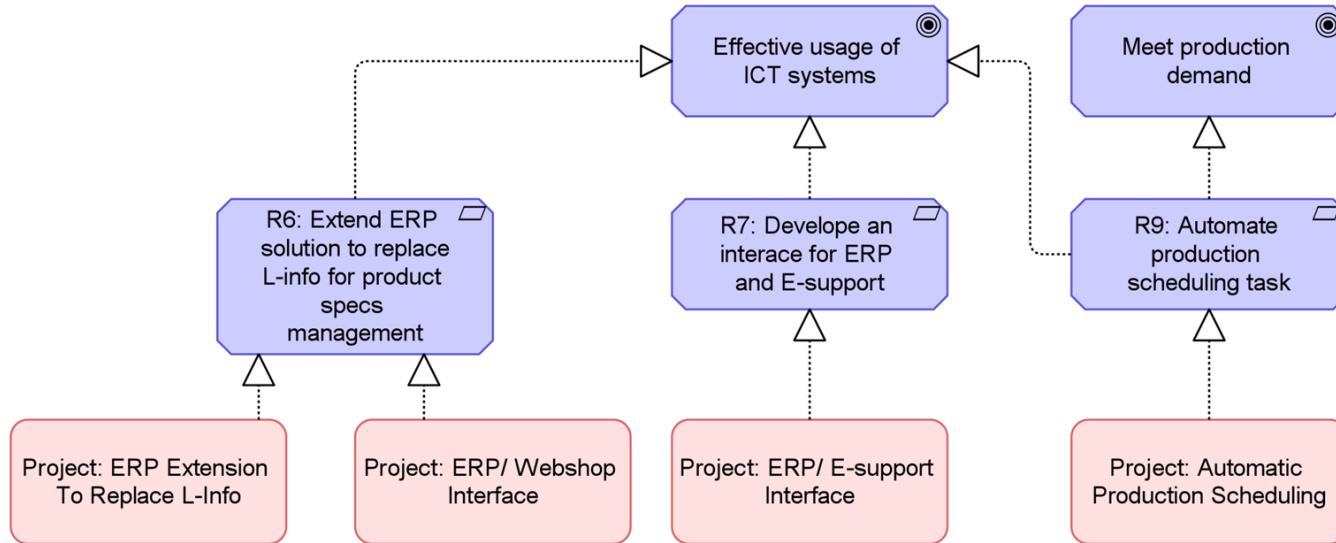 Effective usage of
ICT systems
Meet production
demand
R6: Extend ERP
solution to replace
L-info for product
specs
management
R7: Develope an
interace for ERP
and E-support
R9: Automate
production
scheduling task
Project: ERP Extension
To Replace L-Info
Project: ERP/ Webshop
Interface
Project: ERP/ E-support
Interface
Project: Automatic
Production Scheduling